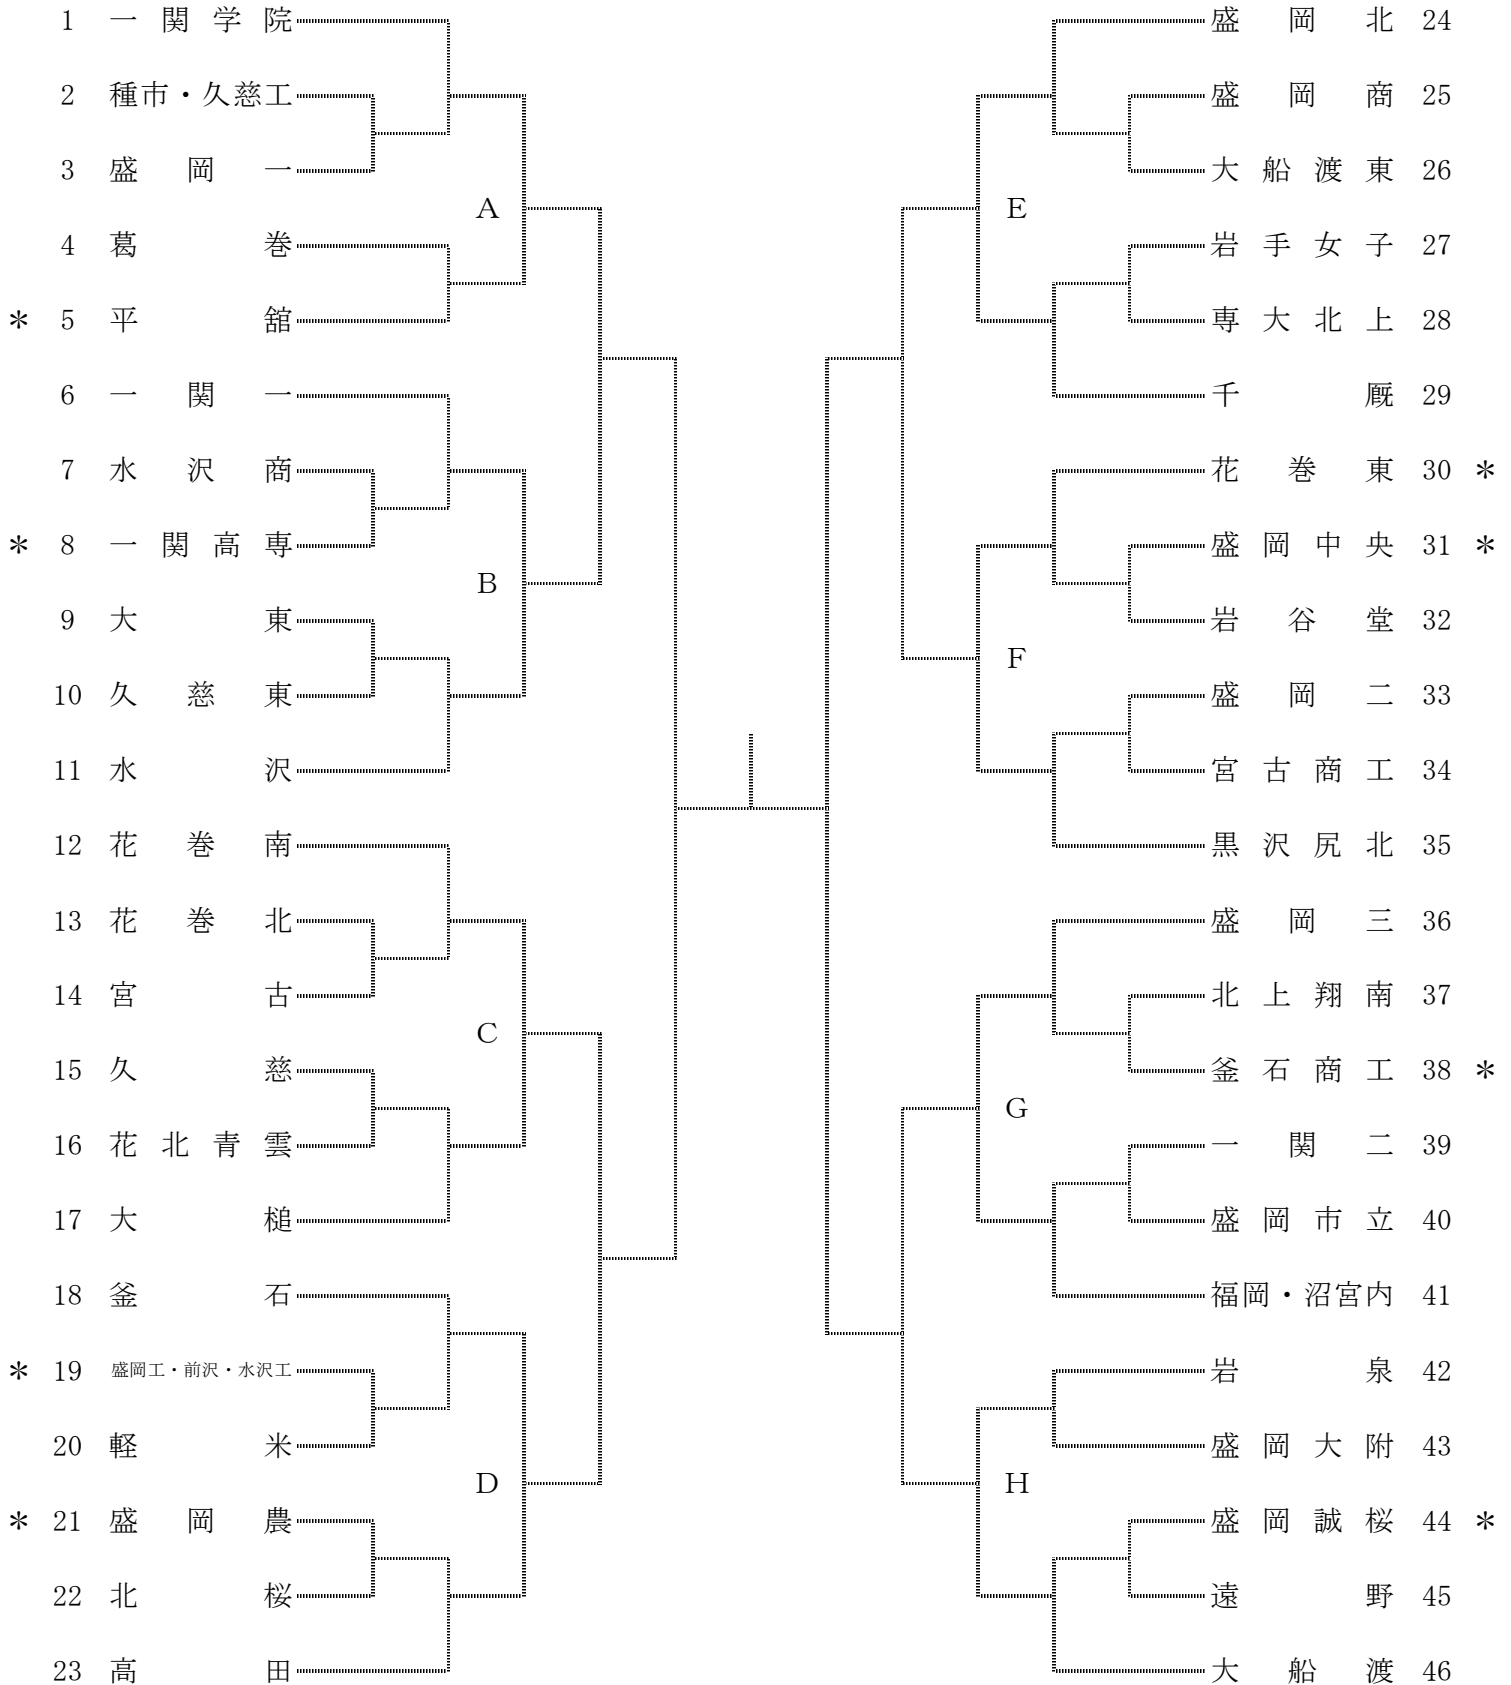 1 一関学院
2 種市・久慈工
3 盛岡一
A
4 葛巻
＊ 5 平舘
6 一関一
7 水沢商
＊ 8 一関高専
B
9 大東
10 久慈東
11 水沢
12 花巻南
13 花巻北
14 宮古
C
15 久慈
16 花北青雲
17 大槌
18 釜石
＊ 19 盛岡工・前沢・水沢工
20 軽米
D
＊ 21 盛岡農
22 北桜
23 高田
盛岡北 24
盛岡商 25
大船渡東 26
E
岩手女子 27
専大北上 28
千厩 29
花巻東 30 ＊
盛岡中央 31 ＊
岩谷堂 32
F
盛岡二 33
宮古商工 34
黒沢尻北 35
盛岡三 36
北上翔南 37
釜石商工 38 ＊
G
一関二 39
盛岡市立 40
福岡・沼宮内 41
岩泉 42
盛岡大附 43
H
盛岡誠桜 44 ＊
遠野 45
大船渡 46